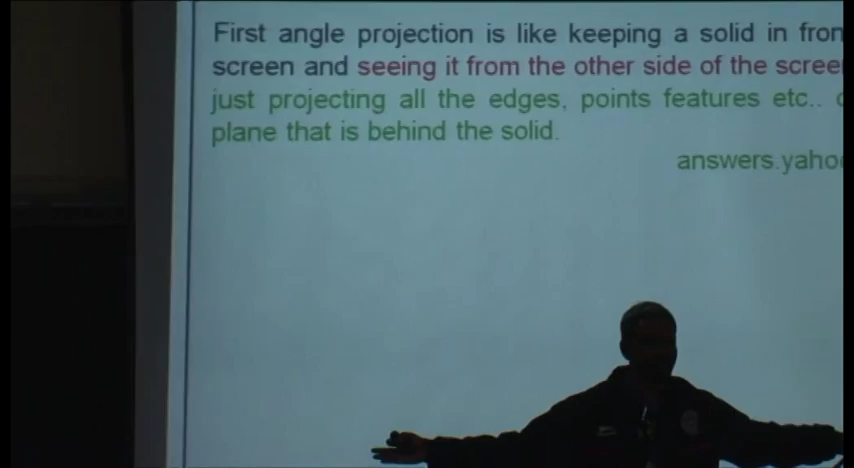 First angle projection is like keeping a solid in fron
screen and seeing it from the other side of the scree
just projecting all the edges, points features etc..
plane that is behind the solid.
answers.yaho